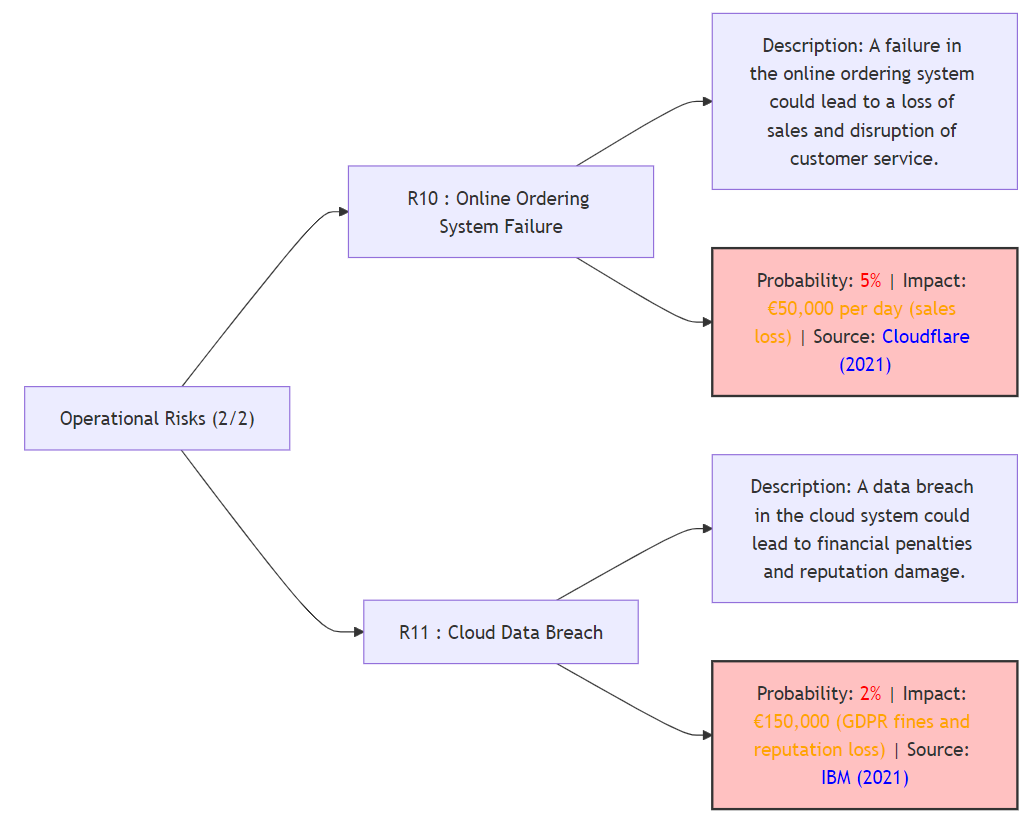 Description: A failure in
the online ordering system
could lead to a loss of
sales and disruption of
customer service.
R10 : Online Ordering
System Failure
Probability: 5% | Impact:
€50,000 per day (sales
loss) | Source: Cloudflare
(2021)
Operational Risks (2/2)
Description: A data breach
in the cloud system could
lead to financial penalties
and reputation damage.
R11 : Cloud Data Breach
Probability: 2% | Impact:
€150,000 (GDPR fines and
reputation loss) | Source:
IBM (2021)